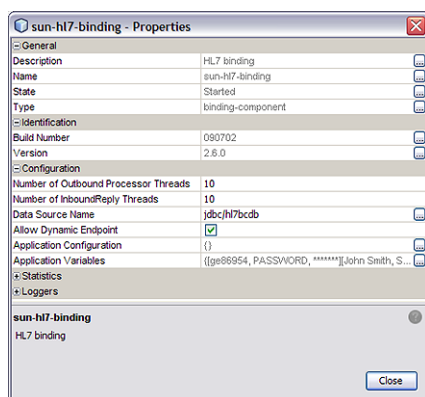 sun-hl7-binding - Properties
General
Description HL7 binding ...
Name sun-hl7-binding ...
State Started ...
Type binding-component ...
Identification
Build Number 090702 ...
Version 2.6.0 ...
Configuration
Number of Outbound Processor Threads 10
Number of InboundReply Threads 10
Data Source Name jdbc/hl7bcdb ...
Allow Dynamic Endpoint
Application Configuration {} ...
Application Variables {[ge86954, PASSWORD, *******][John Smith, S... ...
Statistics
Loggers
sun-hl7-binding
HL7 binding
Close